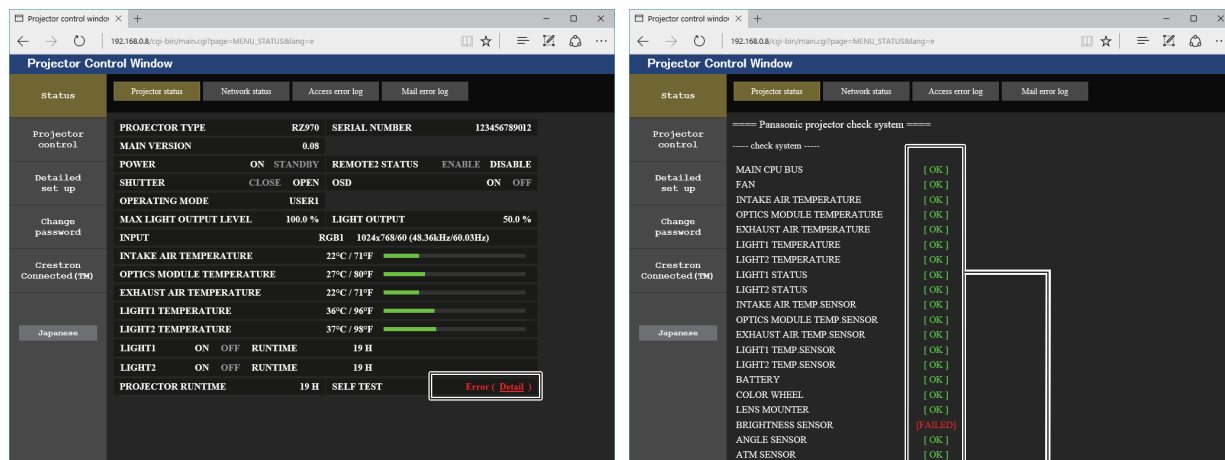 Projector control windov
192.168.0.8/cgi-bin/main.cgi?page=MENU_STATUS&lang=e
Projector Control Window
Status
Projector control
Detailed set up
Change password
Crestron Connected(TM)
Japanese
Projector status Network status Access error log Mail error log
PROJECTOR TYPE RZ970 SERIAL NUMBER 123456789012
MAIN VERSION 0.08
POWER ON STANDBY REMOTE2 STATUS ENABLE DISABLE
SHUTTER CLOSE OPEN OSD ON OFF
OPERATING MODE USER1
MAX LIGHT OUTPUT LEVEL 100.0 % LIGHT OUTPUT 50.0 %
INPUT RGB1 1024x768/60 (48.36kHz/60.03Hz)
INTAKE AIR TEMPERATURE 22°C / 71°F
OPTICS MODULE TEMPERATURE 27°C / 80°F
EXHAUST AIR TEMPERATURE 22°C / 71°F
LIGHT1 TEMPERATURE 36°C / 96°F
LIGHT2 TEMPERATURE 37°C / 98°F
LIGHT1 ON OFF RUNTIME 19 H
LIGHT2 ON OFF RUNTIME 19 H
PROJECTOR RUNTIME 19 H SELF TEST Error ( Detail )
Projector control windov
192.168.0.8/cgi-bin/main.cgi?page=MENU_STATUS&lang=e
Projector Control Window
Status
Projector control
Detailed set up
Change password
Crestron Connected(TM)
Japanese
Projector status Network status Access error log Mail error log
==== Panasonic projector check system ====
----- check system -----
MAIN CPU BUS [ OK ]
FAN [ OK ]
INTAKE AIR TEMPERATURE [ OK ]
OPTICS MODULE TEMPERATURE [ OK ]
EXHAUST AIR TEMPERATURE [ OK ]
LIGHT1 TEMPERATURE [ OK ]
LIGHT2 TEMPERATURE [ OK ]
LIGHT1 STATUS [ OK ]
LIGHT2 STATUS [ OK ]
INTAKE AIR TEMP.SENSOR [ OK ]
OPTICS MODULE TEMP.SENSOR [ OK ]
EXHAUST AIR TEMP.SENSOR [ OK ]
LIGHT1 TEMP.SENSOR [ OK ]
LIGHT2 TEMP.SENSOR [ OK ]
BATTERY [ OK ]
COLOR WHEEL [ OK ]
LENS MOUNTER [ OK ]
BRIGHTNESS SENSOR [FAILED]
ANGLE SENSOR [ OK ]
ATM SENSOR [ OK ]